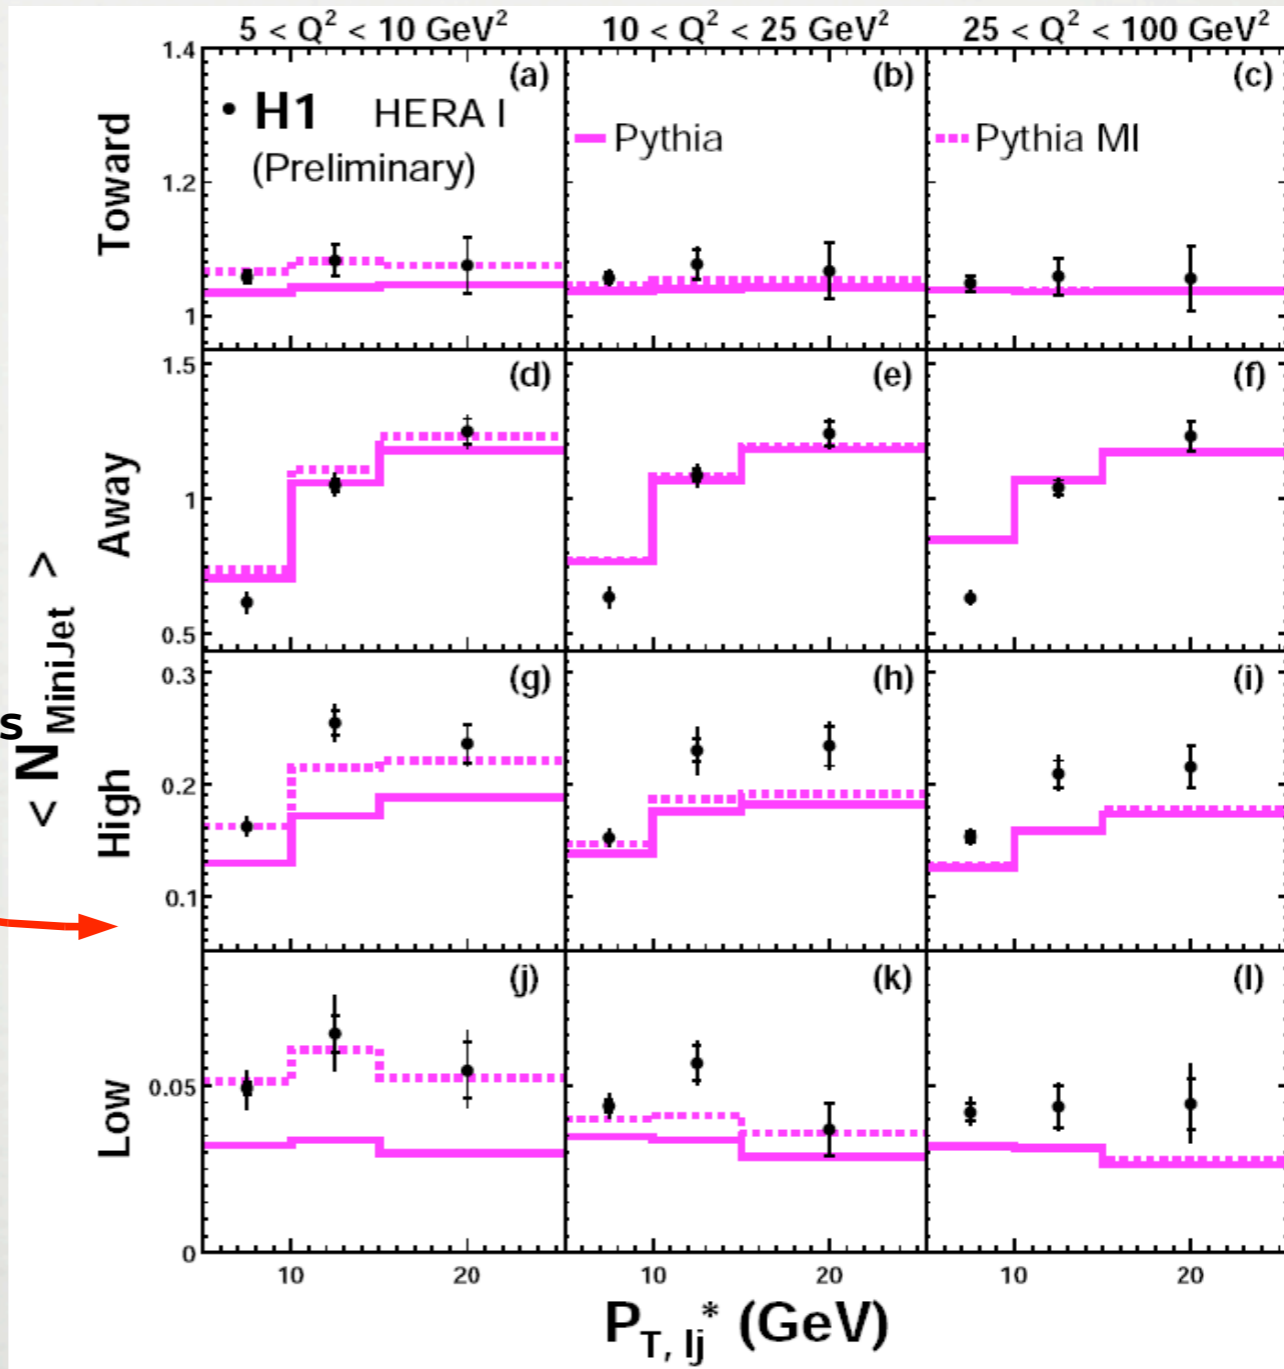 5 < Q² < 10 GeV²
10 < Q² < 25 GeV²
25 < Q² < 100 GeV²
1.4
(a)
(b)
(c)
• H1 HERA I
(Preliminary)
Pythia
Pythia MI
Toward
1.2
1
1.5
(d)
(e)
(f)
Away
1
0.5
< N_MiniJet >
s
0.3
(g)
(h)
(i)
High
0.2
0.1
(j)
(k)
(l)
Low
0.05
0
10
20
10
20
10
20
P_T, lj* (GeV)